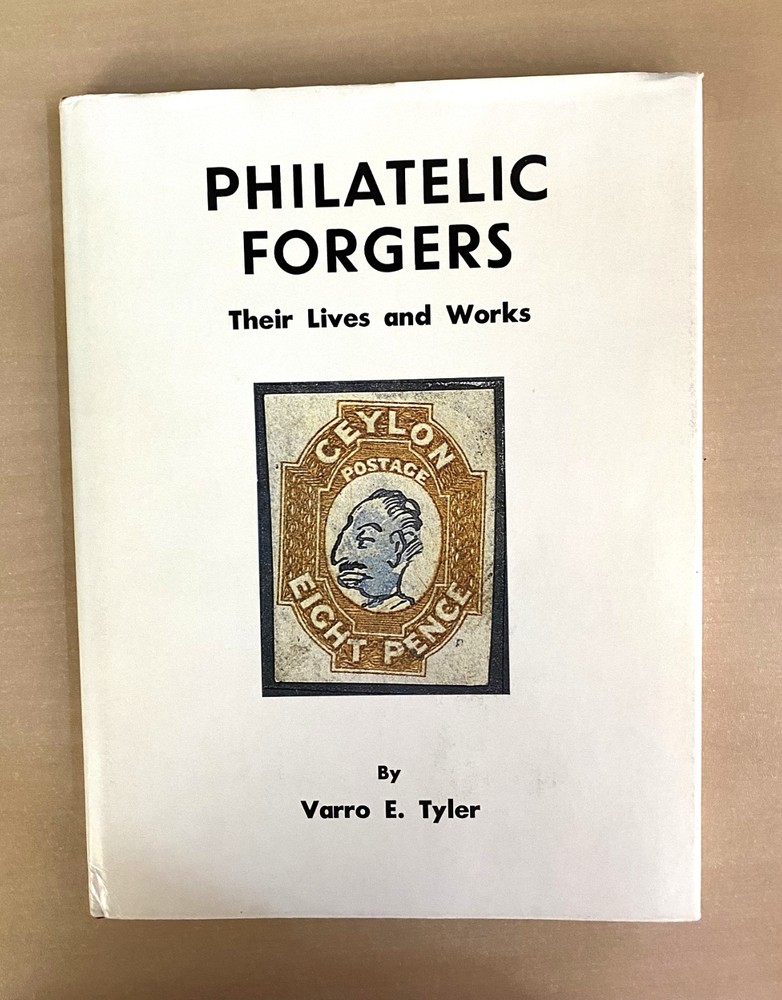 PHILATELIC
FORGERS
Their Lives and Works
CEYLON
POSTAGE
EIGHT PENCE
By
Varro E. Tyler